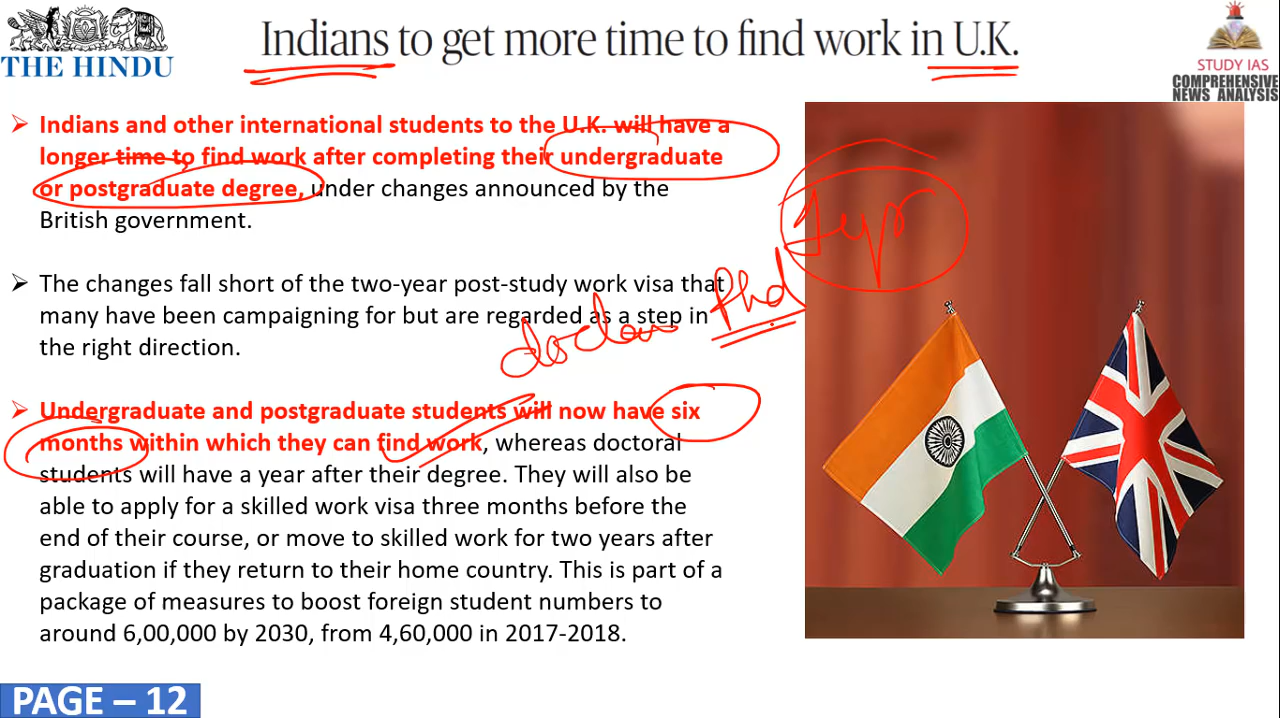 THE HINDU
Indians to get more time to find work in U.K.
STUDY IAS
COMPREHENSIVE
NEWS ANALYSIS
Indians and other international students to the U.K. will have a
longer time to find work after completing their undergraduate
or postgraduate degree, under changes announced by the
British government.
The changes fall short of the two-year post-study work visa that
many have been campaigning for but are regarded as a step in
the right direction.
Phd
Undergraduate and postgraduate students will now have six
months within which they can find work, whereas doctoral
students will have a year after their degree. They will also be
able to apply for a skilled work visa three months before the
end of their course, or move to skilled work for two years after
graduation if they return to their home country. This is part of a
package of measures to boost foreign student numbers to
around 6,00,000 by 2030, from 4,60,000 in 2017-2018.
PAGE – 12